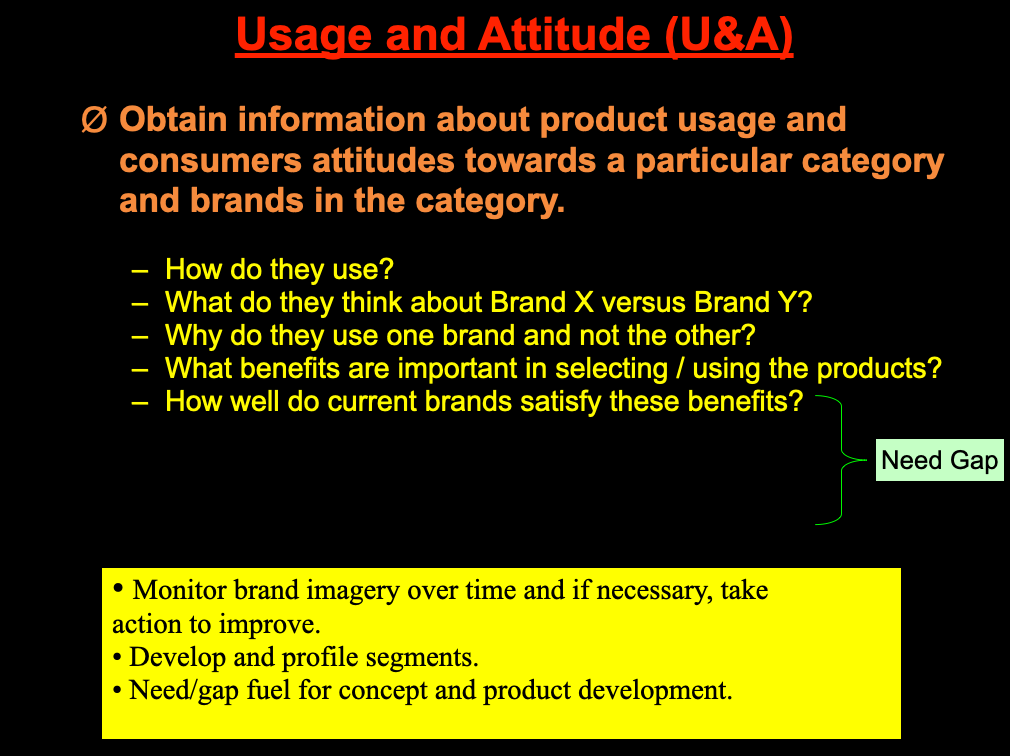 Usage and Attitude (U&A)
Ø Obtain information about product usage and
consumers attitudes towards a particular category
and brands in the category.
– How do they use?
– What do they think about Brand X versus Brand Y?
– Why do they use one brand and not the other?
– What benefits are important in selecting / using the products?
– How well do current brands satisfy these benefits?
Need Gap
• Monitor brand imagery over time and if necessary, take
action to improve.
• Develop and profile segments.
• Need/gap fuel for concept and product development.